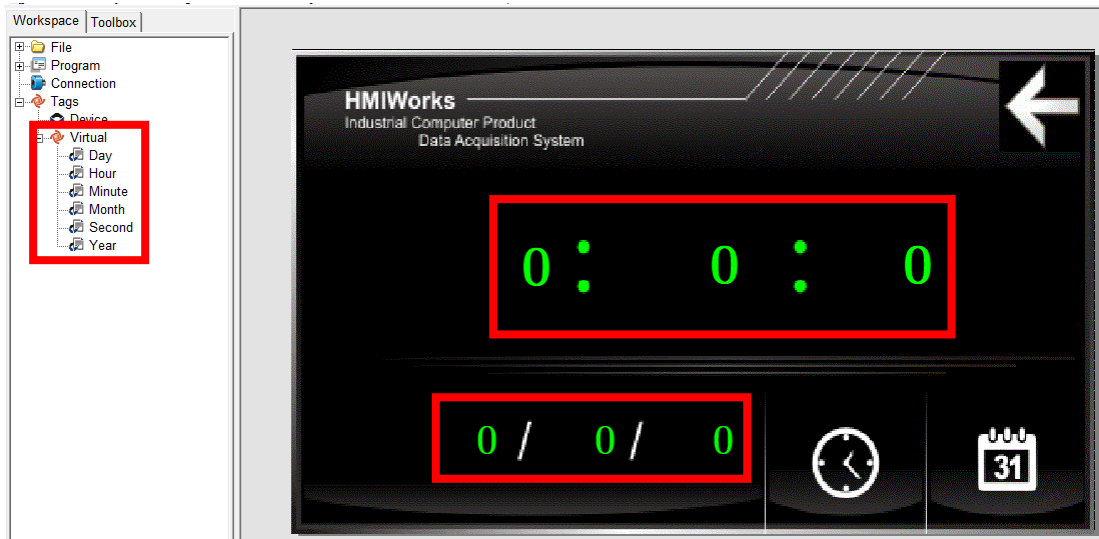 Workspace
Toolbox
File
Program
Connection
Tags
Device
Virtual
Day
Hour
Minute
Month
Second
Year
HMIWorks
Industrial Computer Product
Data Acquisition System
0 : 0 : 0
0 / 0 / 0
31